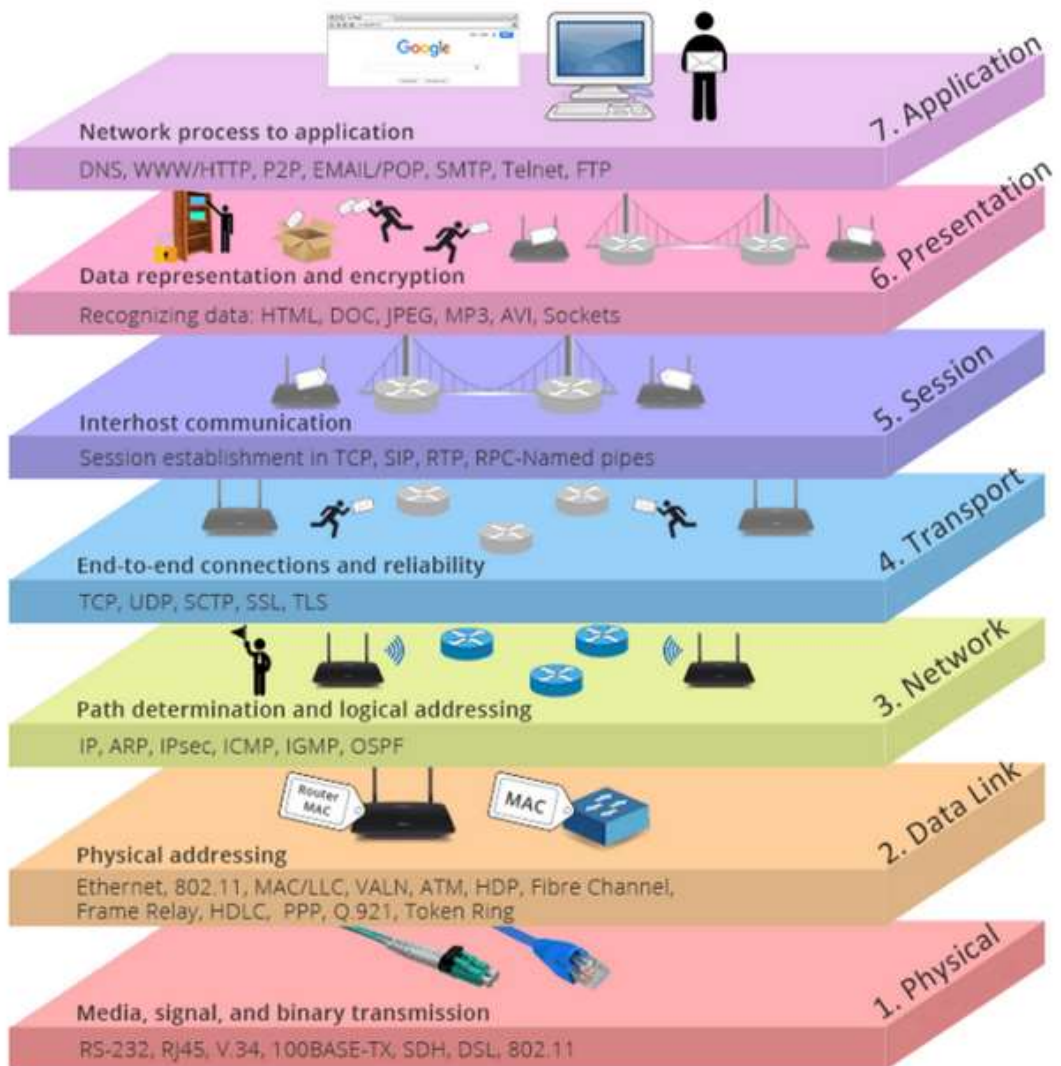 Google
7. Application
Network process to application
DNS, WWW/HTTP, P2P, EMAIL/POP, SMTP, Telnet, FTP
6. Presentation
Data representation and encryption
Recognizing data: HTML, DOC, JPEG, MP3, AVI, Sockets
5. Session
Interhost communication
Session establishment in TCP, SIP, RTP, RPC-Named pipes
4. Transport
End-to-end connections and reliability
TCP, UDP, SCTP, SSL, TLS
3. Network
Path determination and logical addressing
IP, ARP, IPsec, ICMP, IGMP, OSPF
Router
MAC
MAC
2. Data Link
Physical addressing
Ethernet, 802.11, MAC/LLC, VALN, ATM, HDP, Fibre Channel,
Frame Relay, HDLC, PPP, Q.921, Token Ring
1. Physical
Media, signal, and binary transmission
RS-232, RJ45, V.34, 100BASE-TX, SDH, DSL, 802.11